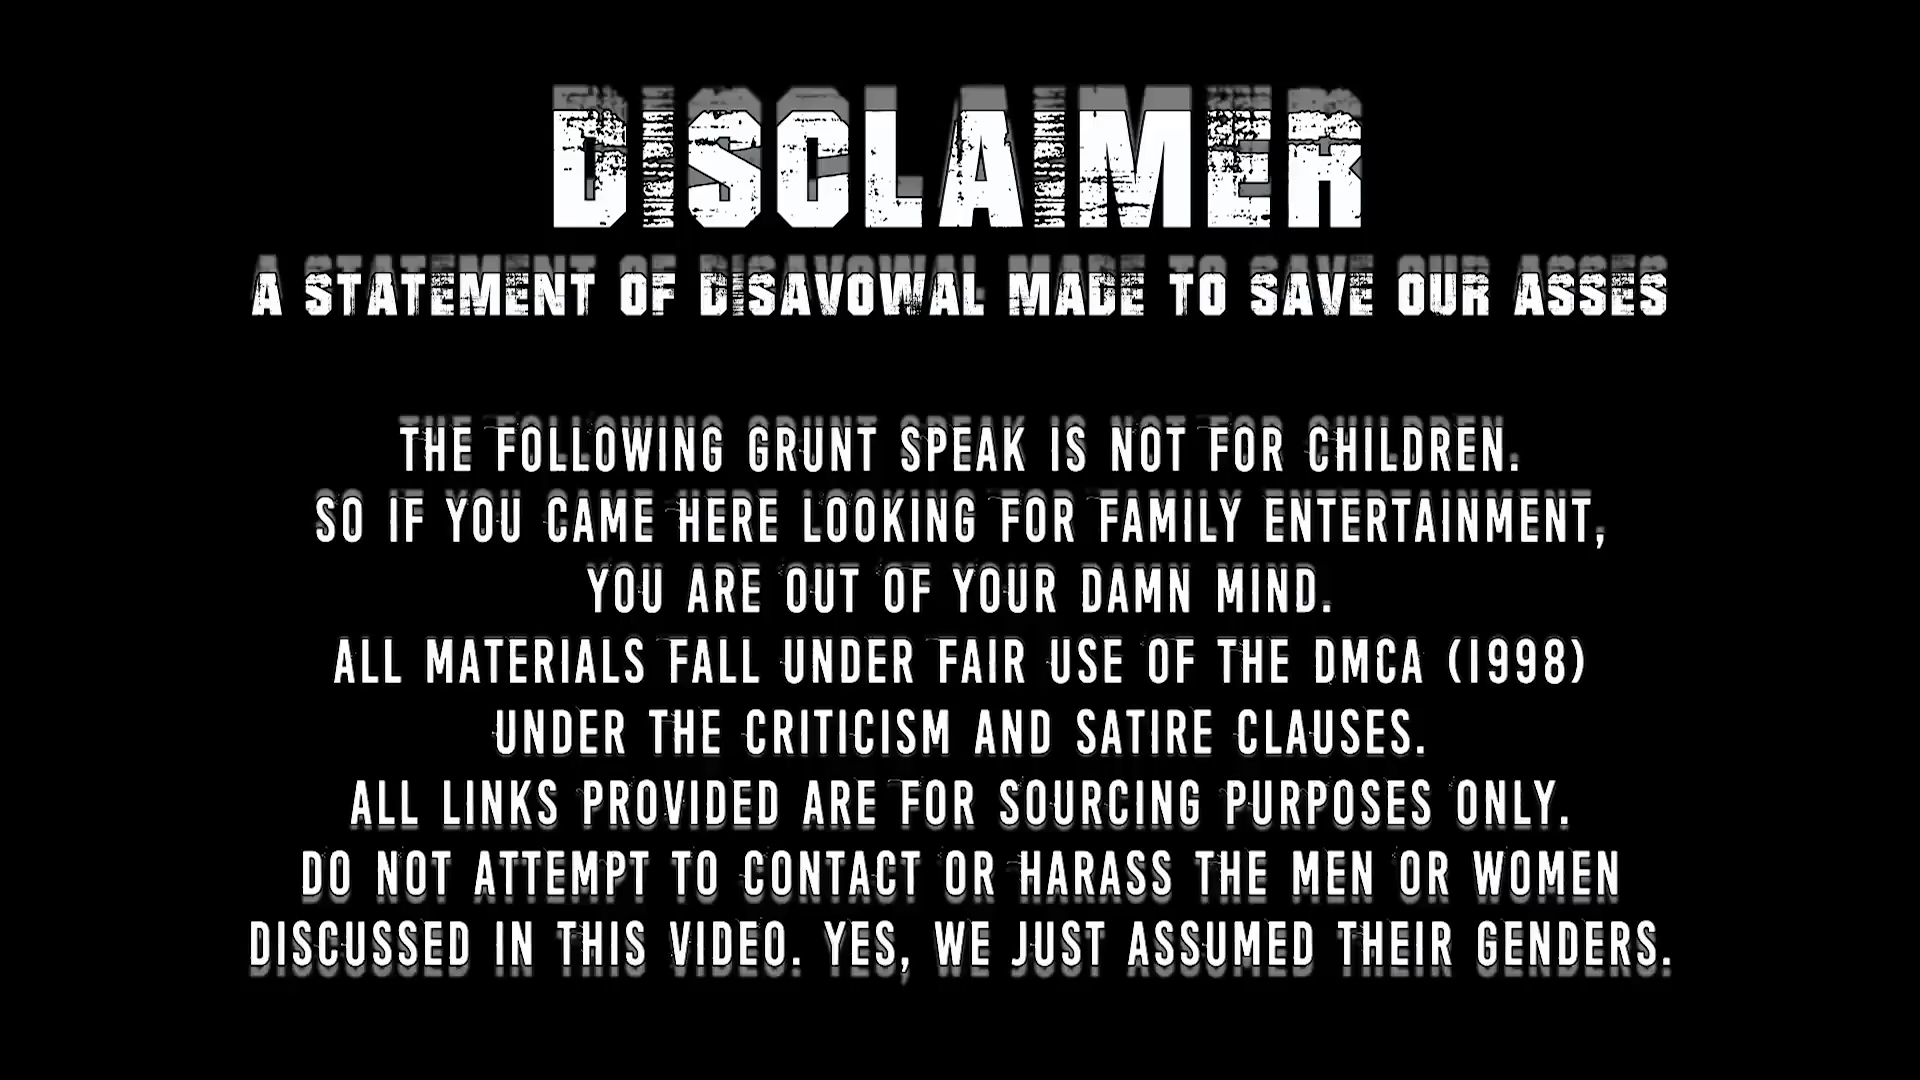 DISCLAIMER
A STATEMENT OF DISAVOWAL MADE TO SAVE OUR ASSES
THE FOLLOWING GRUNT SPEAK IS NOT FOR CHILDREN.
SO IF YOU CAME HERE LOOKING FOR FAMILY ENTERTAINMENT,
YOU ARE OUT OF YOUR DAMN MIND.
ALL MATERIALS FALL UNDER FAIR USE OF THE DMCA (1998)
UNDER THE CRITICISM AND SATIRE CLAUSES.
ALL LINKS PROVIDED ARE FOR SOURCING PURPOSES ONLY.
DO NOT ATTEMPT TO CONTACT OR HARASS THE MEN OR WOMEN
DISCUSSED IN THIS VIDEO. YES, WE JUST ASSUMED THEIR GENDERS.